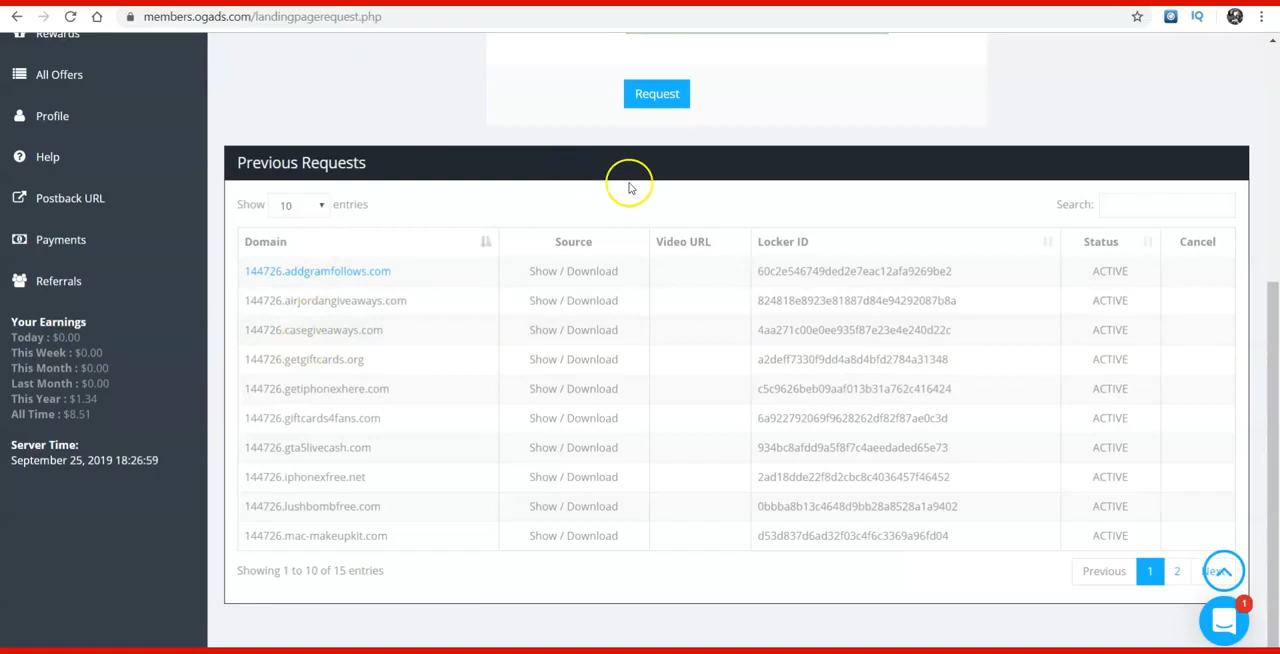 members.ogads.com/landingpagerequest.php
IQ
Rewards
All Offers
Profile
Help
Postback URL
Payments
Referrals
Your Earnings
Today : $0.00
This Week : $0.00
This Month : $0.00
Last Month : $0.00
This Year : $1.34
All Time : $8.51
Server Time:
September 25, 2019 18:26:59
Request
Previous Requests
Show 10 entries
Search:
Domain Source Video URL Locker ID Status Cancel
144726.addgramfollows.com Show / Download 60c2e546749ded2e7eac12afa9269be2 ACTIVE
144726.airjordangiveaways.com Show / Download 824818e8923e81887d84e94292087b8a ACTIVE
144726.casegiveaways.com Show / Download 4aa271c00e0ee935f87e23e4e240d22c ACTIVE
144726.getgiftcards.org Show / Download a2deff7330f9dd4a8d4bfd2784a31348 ACTIVE
144726.getiphonexhere.com Show / Download c5c9626beb09aaf013b31a762c416424 ACTIVE
144726.giftcards4fans.com Show / Download 6a922792069f9628262df82f87ae0c3d ACTIVE
144726.gta5livecash.com Show / Download 934bc8afdd9a5f8f7c4aeedaded65e73 ACTIVE
144726.iphonexfree.net Show / Download 2ad18dde22f8d2cbc8c4036457f46452 ACTIVE
144726.lushbombfree.com Show / Download 0bbba8b13c4648d9bb28a8528a1a9402 ACTIVE
144726.mac-makeupkit.com Show / Download d53d837d6ad32f03c4f6c3369a96fd04 ACTIVE
Showing 1 to 10 of 15 entries
Previous 1 2 Next
1